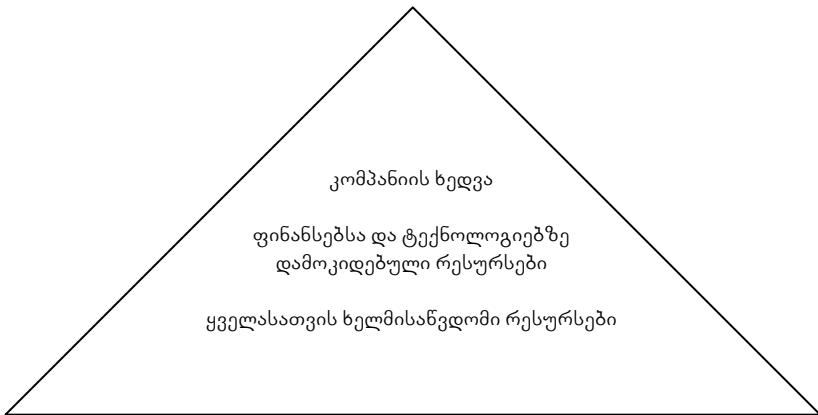 კომპანიის ხედვა
ფინანსებსა და ტექნოლოგიებზე
დამოკიდებული რესურსები
ყველასათვის ხელმისაწვდომი რესურსები